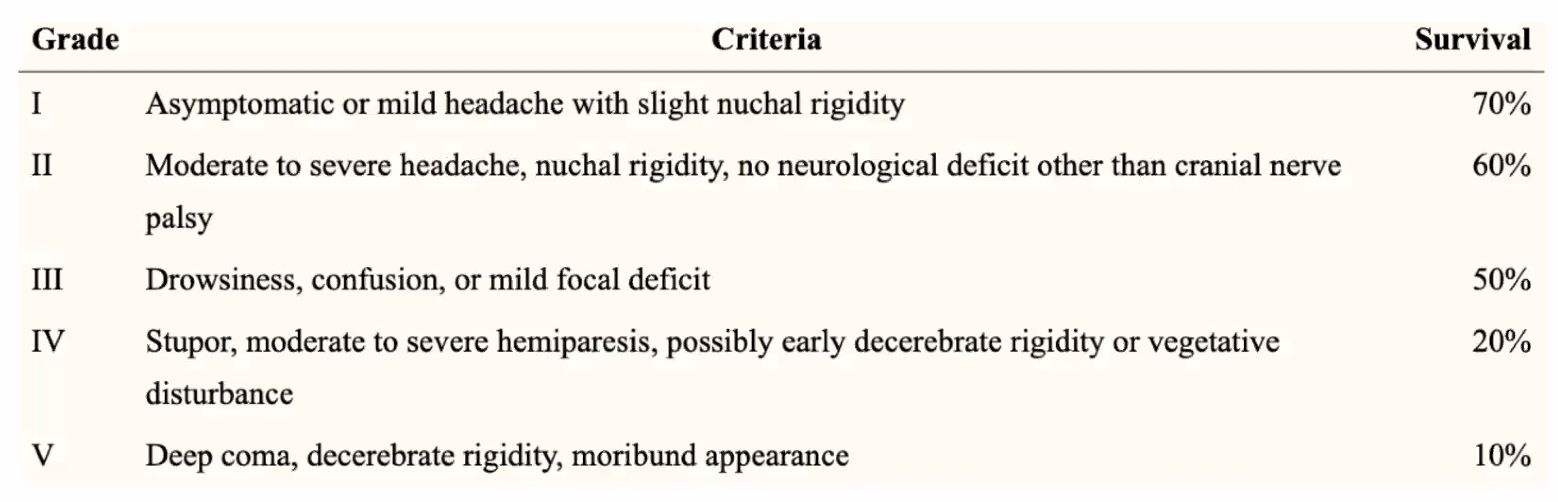 Grade Criteria Survival
I Asymptomatic or mild headache with slight nuchal rigidity 70%
II Moderate to severe headache, nuchal rigidity, no neurological deficit other than cranial nerve 60%
palsy
III Drowsiness, confusion, or mild focal deficit 50%
IV Stupor, moderate to severe hemiparesis, possibly early decerebrate rigidity or vegetative 20%
disturbance
V Deep coma, decerebrate rigidity, moribund appearance 10%